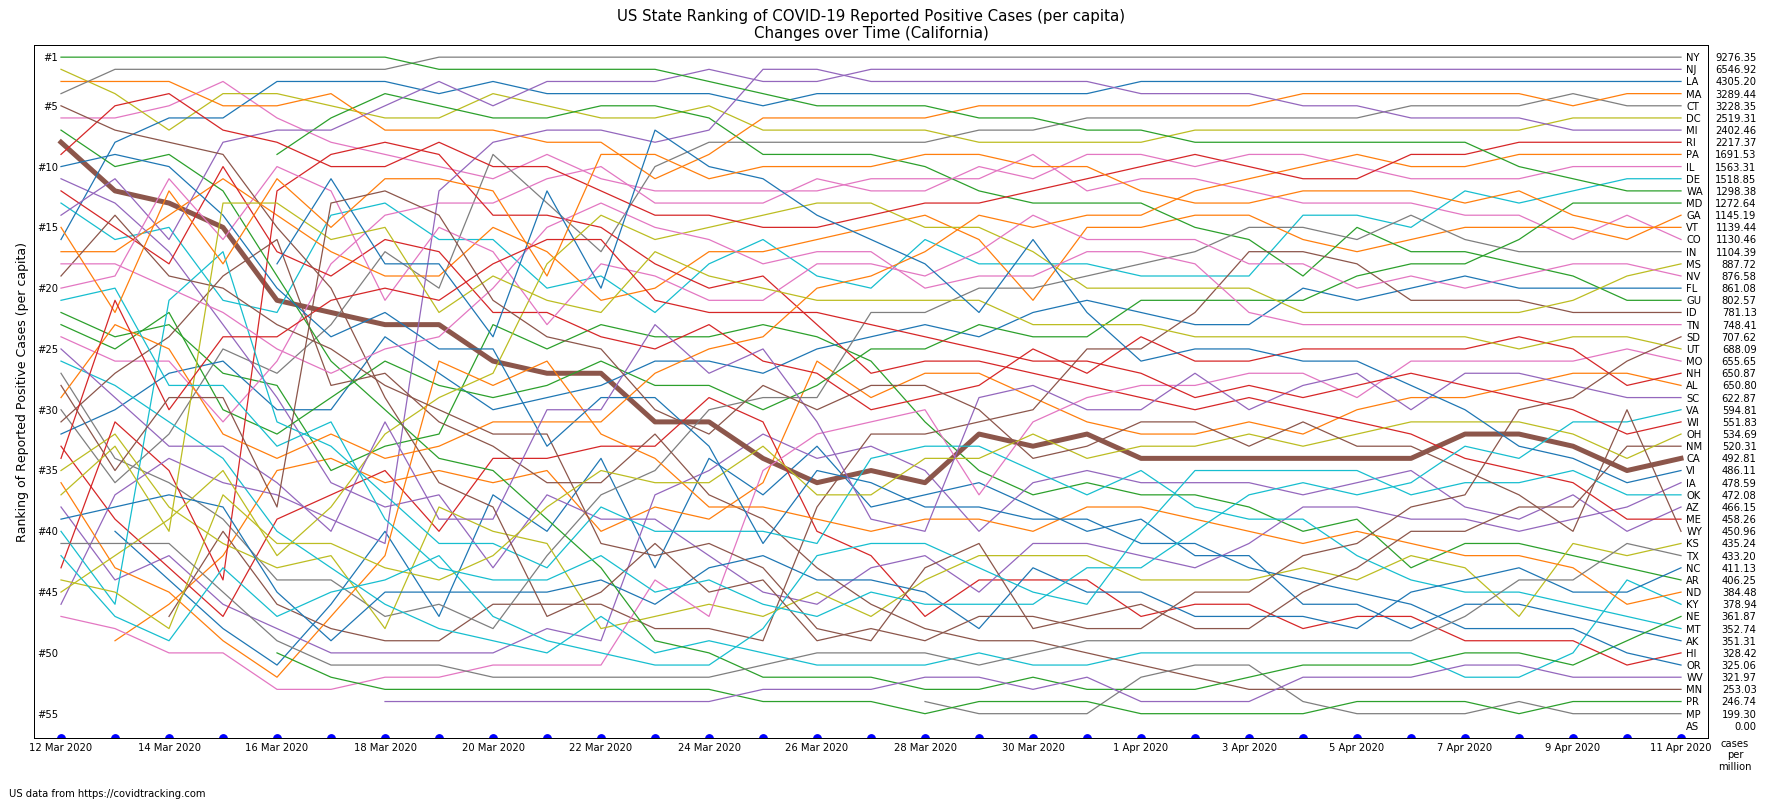 US State Ranking of COVID-19 Reported Positive Cases (per capita)
Changes over Time (California)
Ranking of Reported Positive Cases (per capita)
#1
#5
#10
#15
#20
#25
#30
#35
#40
#45
#50
#55
NY 9276.35
NJ 6546.92
LA 4305.20
MA 3289.44
CT 3228.35
DC 2519.31
MI 2402.46
RI 2217.37
PA 1691.53
IL 1563.31
DE 1518.85
WA 1298.38
MD 1272.64
GA 1145.19
VT 1139.44
CO 1130.46
IN 1104.39
MS 887.72
NV 876.58
FL 861.08
GU 802.57
ID 781.13
TN 748.41
SD 707.62
UT 688.09
MO 655.65
NH 650.87
AL 650.80
SC 622.87
VA 594.81
WI 551.83
OH 534.69
NM 520.31
CA 492.81
VI 486.11
IA 478.59
OK 472.08
AZ 466.15
ME 458.26
WY 450.96
KS 435.24
TX 433.20
NC 411.13
AR 406.25
ND 384.48
KY 378.94
NE 361.87
MT 352.74
AK 351.31
HI 328.42
OR 325.06
WV 321.97
MN 253.03
PR 246.74
MP 199.30
AS 0.00
12 Mar 2020 14 Mar 2020 16 Mar 2020 18 Mar 2020 20 Mar 2020 22 Mar 2020 24 Mar 2020 26 Mar 2020 28 Mar 2020 30 Mar 2020 1 Apr 2020 3 Apr 2020 5 Apr 2020 7 Apr 2020 9 Apr 2020 11 Apr 2020
cases
per
million
US data from https://covidtracking.com